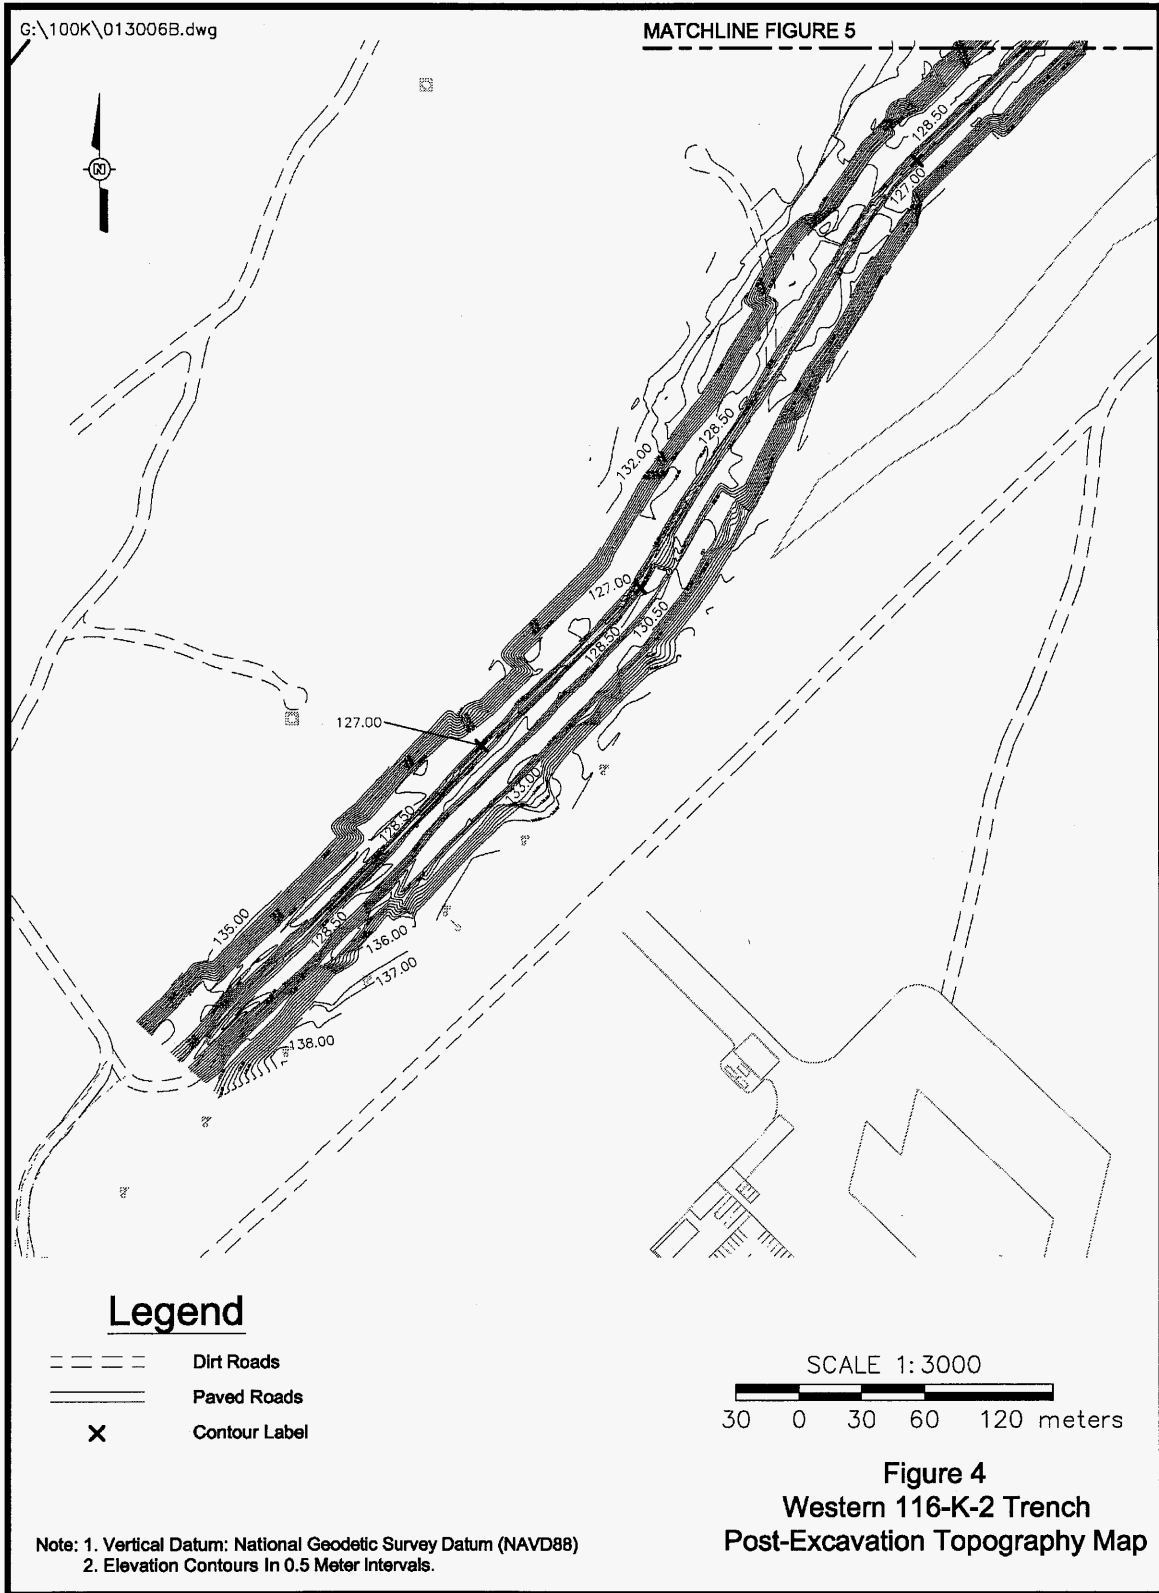 G:\100K\013006B.dwg
MATCHLINE FIGURE 5
N
128.50
127.00
128.50
132.00
127.00
128.50
130.50
127.00
133.00
128.50
135.00
128.50
136.00
137.00
138.00
Legend
Dirt Roads
Paved Roads
Contour Label
SCALE 1:3000
30 0 30 60 120 meters
Figure 4
Western 116-K-2 Trench
Post-Excavation Topography Map
Note: 1. Vertical Datum: National Geodetic Survey Datum (NAVD88)
2. Elevation Contours In 0.5 Meter Intervals.